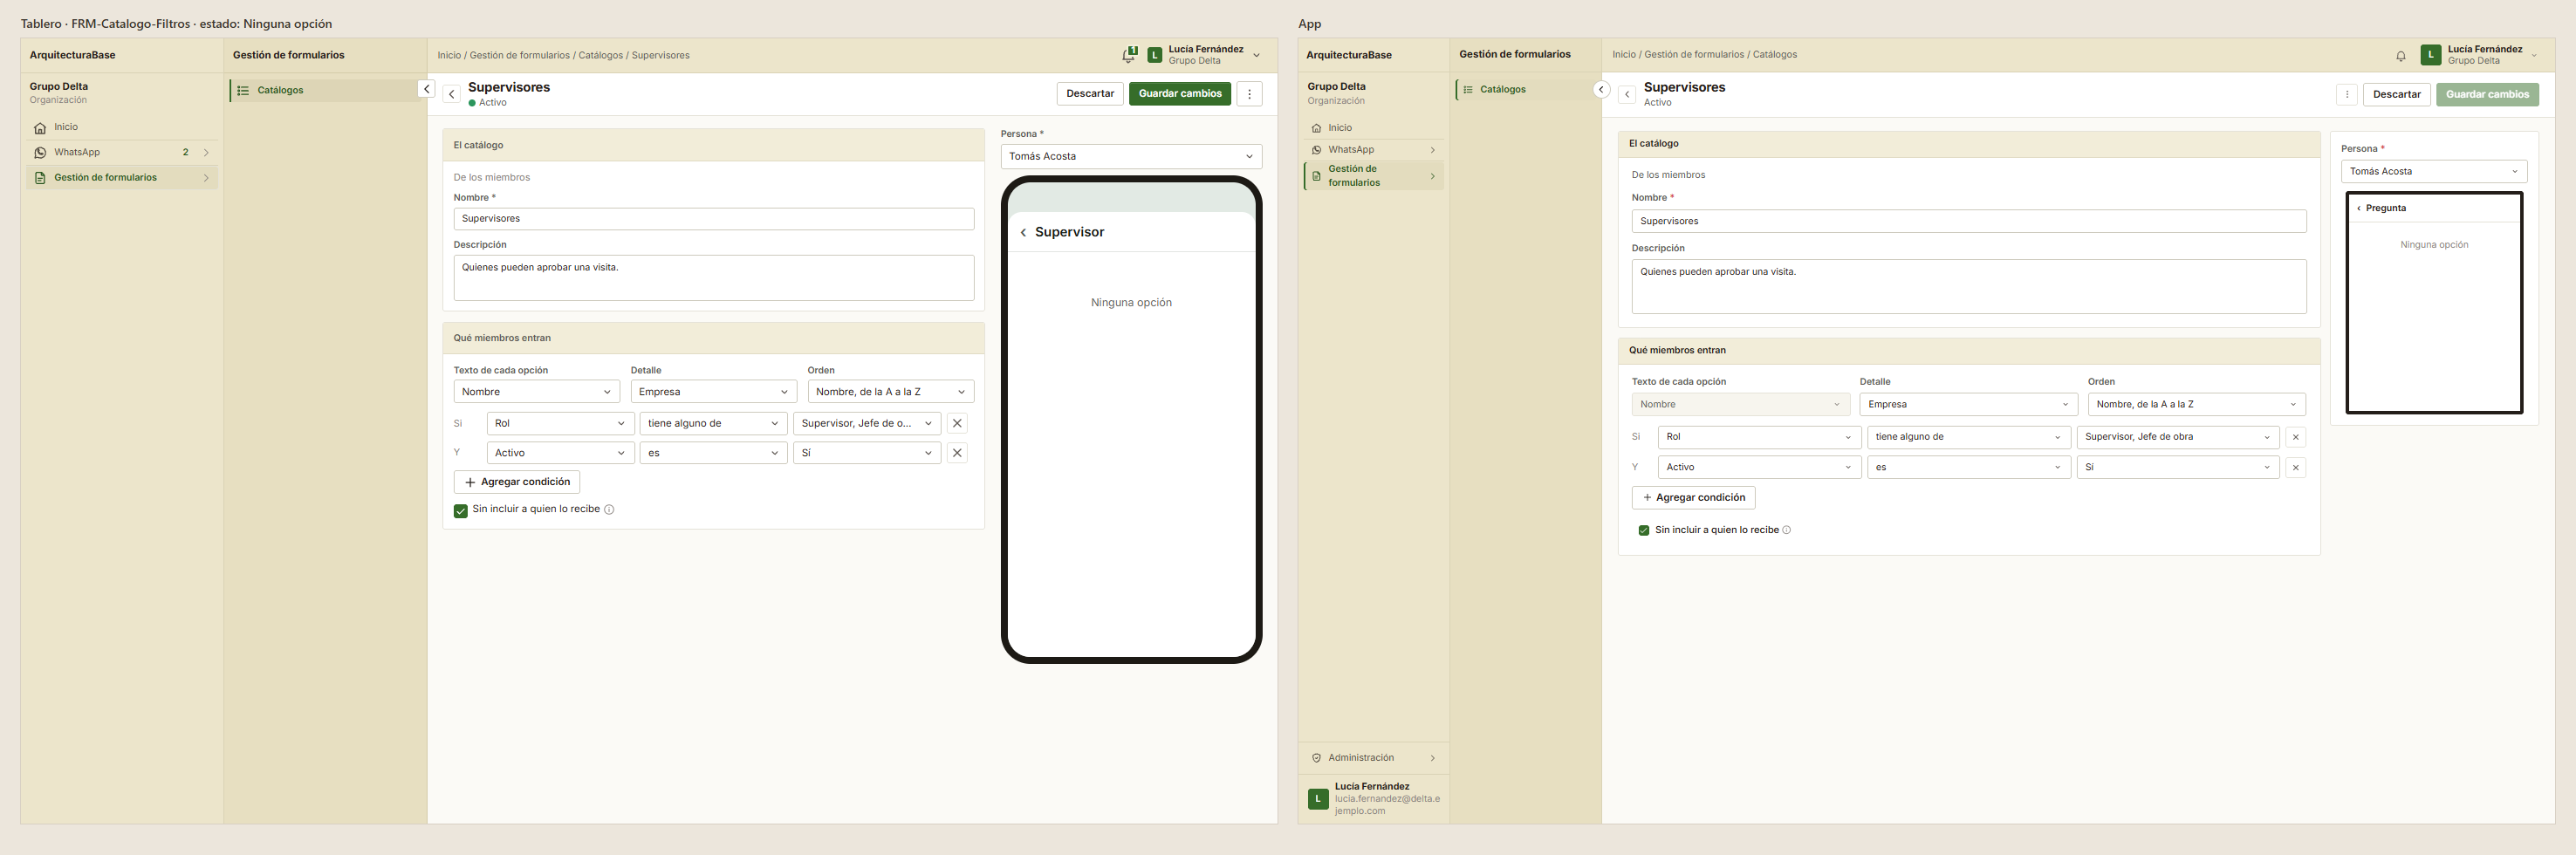 Tablero · FRM-Catalogo-Filtros · estado: Ninguna opción
ArquitecturaBase
Grupo Delta
Organización
Inicio
WhatsApp 2
Gestión de formularios
Gestión de formularios
Catálogos
Inicio / Gestión de formularios / Catálogos / Supervisores
1
L
Lucía Fernández
Grupo Delta
Supervisores
Activo
Descartar
Guardar cambios
El catálogo
De los miembros
Nombre *
Supervisores
Descripción
Quienes pueden aprobar una visita.
Qué miembros entran
Texto de cada opción Detalle Orden
Nombre Empresa Nombre, de la A a la Z
Si Rol tiene alguno de Supervisor, Jefe de o...
Y Activo es Sí
Agregar condición
Sin incluir a quien lo recibe
Persona *
Tomás Acosta
Supervisor
Ninguna opción
App
ArquitecturaBase
Grupo Delta
Organización
Inicio
WhatsApp
Gestión de
formularios
Administración
L
Lucía Fernández
lucia.fernandez@delta.e
jemplo.com
Gestión de formularios
Catálogos
Inicio / Gestión de formularios / Catálogos
L
Lucía Fernández
Grupo Delta
Supervisores
Activo
Descartar
Guardar cambios
El catálogo
De los miembros
Nombre *
Supervisores
Descripción
Quienes pueden aprobar una visita.
Qué miembros entran
Texto de cada opción Detalle Orden
Nombre Empresa Nombre, de la A a la Z
Si Rol tiene alguno de Supervisor, Jefe de obra
Y Activo es Sí
Agregar condición
Sin incluir a quien lo recibe
Persona *
Tomás Acosta
Pregunta
Ninguna opción